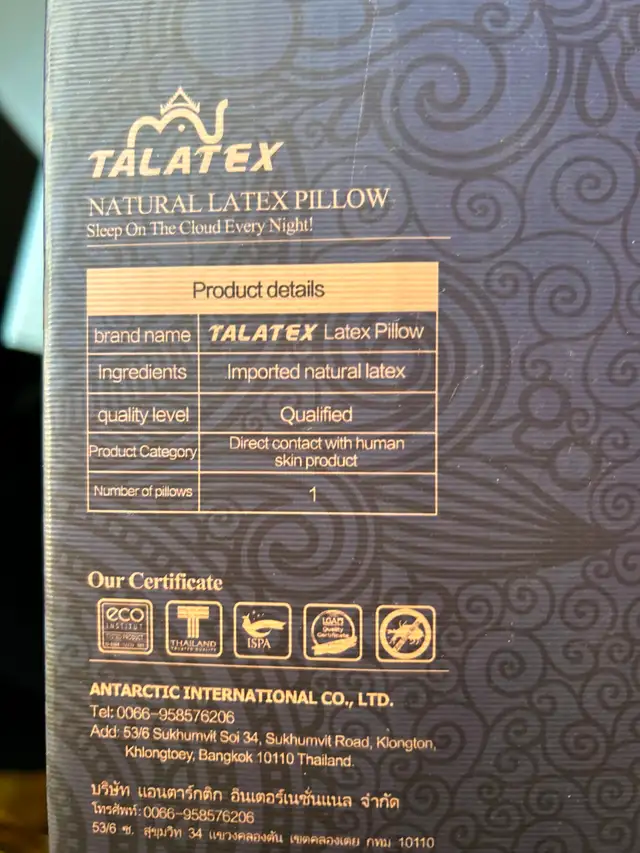 TALATEX
NATURAL LATEX PILLOW
Sleep On The Cloud Every Night!
Product details
brand name TALATEX Latex Pillow
Ingredients Imported natural latex
quality level Qualified
Product Category Direct contact with human
skin product
Number of pillows 1
Our Certificate
eco
INSTITUT
THAILAND
ISPA
LGA
Quality
Certificate
ANTARCTIC INTERNATIONAL CO., LTD.
Tel: 0066-958576206
Add: 53/6 Sukhumvit Soi 34, Sukhumvit Road, Klongton,
Khlongtoey, Bangkok 10110 Thailand.
บริษัท แอนตาร์กติก อินเตอร์เนชั่นแนล จำกัด
โทรศัพท์: 0066-958576206
53/6 ซ. สุขุมวิท 34 แขวงคลองตัน เขตคลองเตย กทม 10110